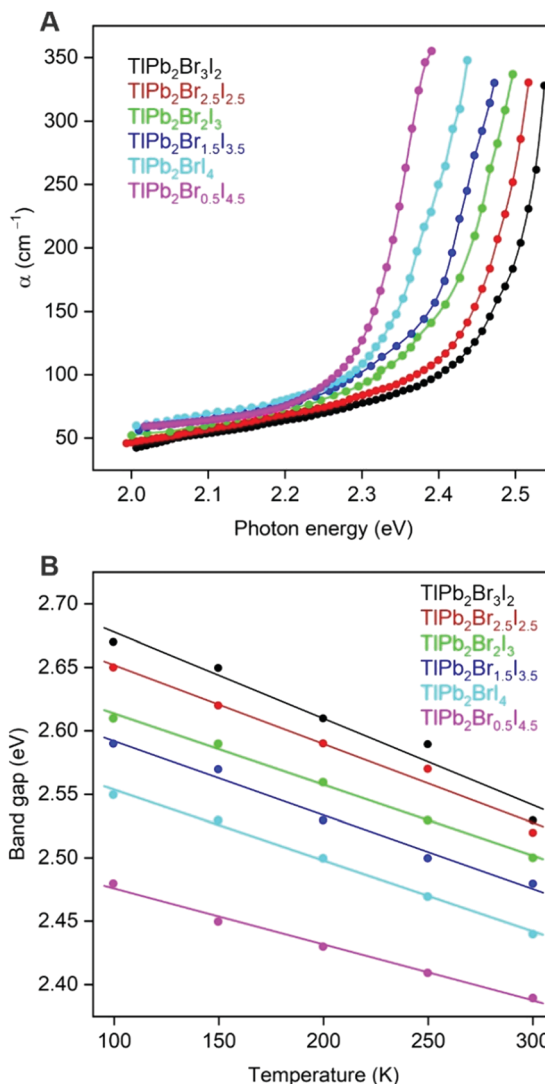 A
350
300
250
200
150
100
50
α (cm⁻¹)
TlPb₂Br₃I₂
TlPb₂Br₂.₅I₂.₅
TlPb₂Br₂I₃
TlPb₂Br₁.₅I₃.₅
TlPb₂BrI₄
TlPb₂Br₀.₅I₄.₅
2.0 2.1 2.2 2.3 2.4 2.5
Photon energy (eV)
B
2.70
2.65
2.60
2.55
2.50
2.45
2.40
Band gap (eV)
TlPb₂Br₃I₂
TlPb₂Br₂.₅I₂.₅
TlPb₂Br₂I₃
TlPb₂Br₁.₅I₃.₅
TlPb₂BrI₄
TlPb₂Br₀.₅I₄.₅
100 150 200 250 300
Temperature (K)